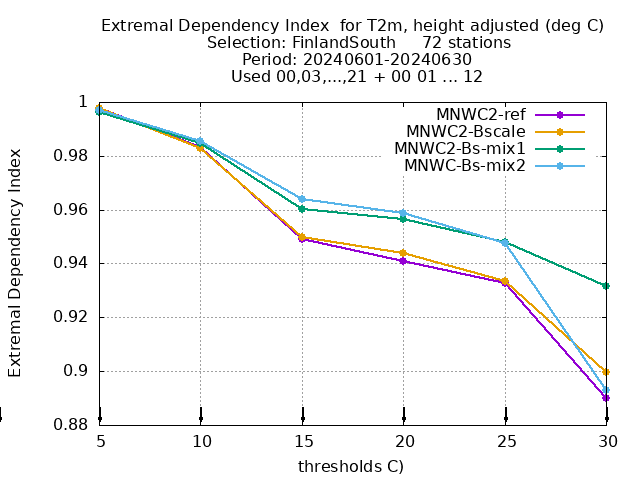 Extremal Dependency Index  for T2m, height adjusted (deg C)
Selection: FinlandSouth     72 stations
Period: 20240601-20240630
Used 00,03,...,21 + 00 01 ... 12
MNWC2-ref
MNWC2-Bscale
MNWC2-Bs-mix1
MNWC-Bs-mix2
Extremal Dependency Index
1
0.98
0.96
0.94
0.92
0.9
0.88
5 10 15 20 25 30
thresholds C)